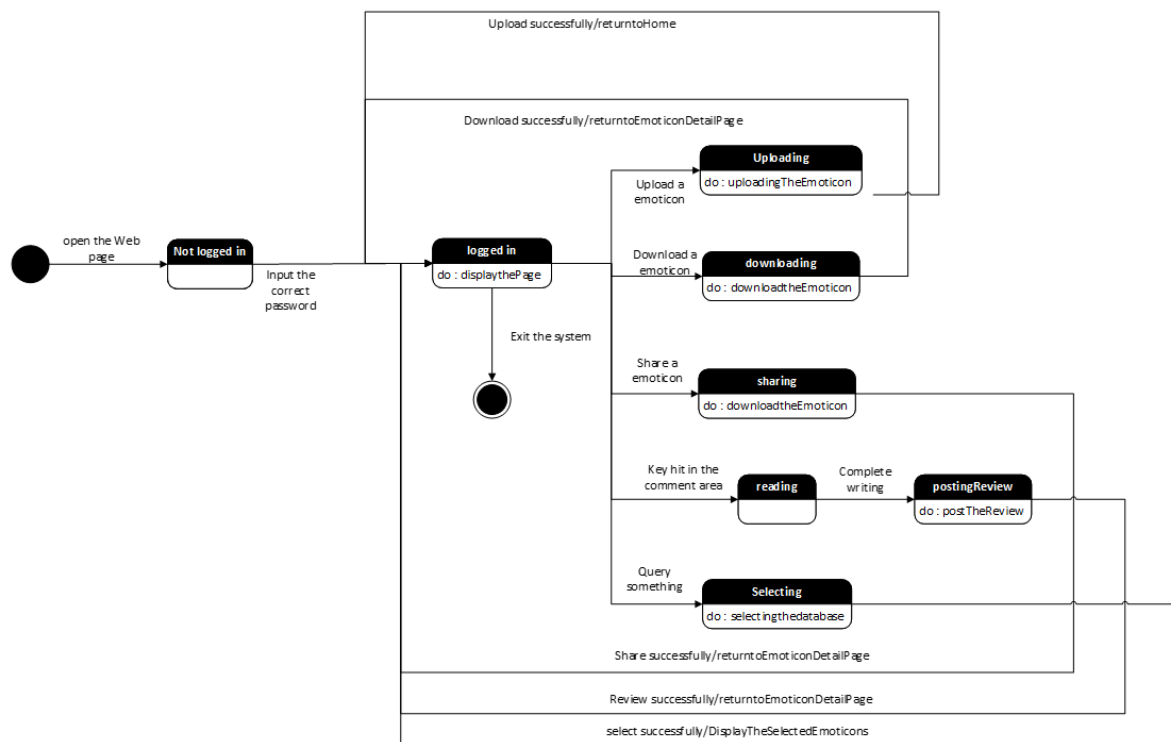 Upload successfully/returntoHome
Download successfully/returntoEmoticonDetailPage
Uploading
do : uploadingTheEmoticon
Upload a
emoticon
open the Web
page
Not logged in
Input the
correct
password
logged in
do : displaythePage
Download a
emoticon
downloading
do : downloadtheEmoticon
Exit the system
Share a
emoticon
sharing
do : downloadtheEmoticon
Key hit in the
comment area
reading
Complete
writing
postingReview
do : postTheReview
Query
something
Selecting
do : selectingthedatabase
Share successfully/returntoEmoticonDetailPage
Review successfully/returntoEmoticonDetailPage
select successfully/DisplayTheSelectedEmoticons